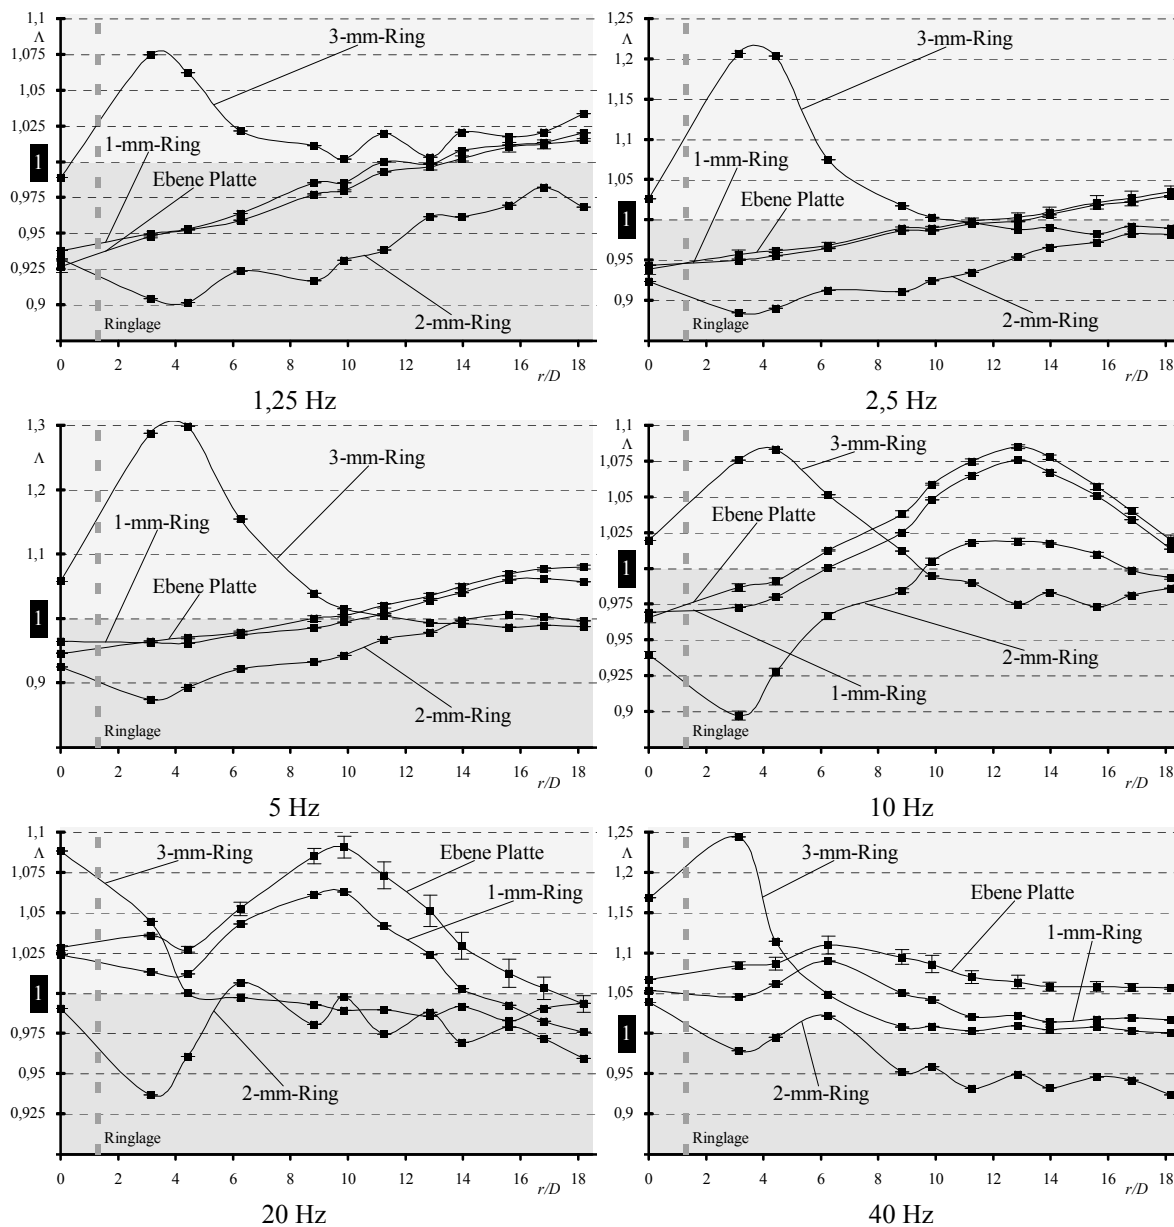 1,1
Λ
1,075
1,05
1,025
1
0,975
0,95
0,925
0,9
3-mm-Ring
1-mm-Ring
Ebene Platte
2-mm-Ring
Ringlage
0 2 4 6 8 10 12 14 16 18
r/D
1,25 Hz
1,25
Λ
1,2
1,15
1,1
1,05
1
0,95
0,9
3-mm-Ring
1-mm-Ring
Ebene Platte
2-mm-Ring
Ringlage
0 2 4 6 8 10 12 14 16 18
r/D
2,5 Hz
1,3
Λ
1,2
1,1
1
0,9
3-mm-Ring
1-mm-Ring
Ebene Platte
2-mm-Ring
Ringlage
0 2 4 6 8 10 12 14 16 18
r/D
5 Hz
1,1
Λ
1,075
1,05
1,025
1
0,975
0,95
0,925
0,9
3-mm-Ring
Ebene Platte
2-mm-Ring
1-mm-Ring
Ringlage
0 2 4 6 8 10 12 14 16 18
r/D
10 Hz
1,1
Λ
1,075
1,05
1,025
1
0,975
0,95
0,925
3-mm-Ring
Ebene Platte
1-mm-Ring
2-mm-Ring
Ringlage
0 2 4 6 8 10 12 14 16 18
r/D
20 Hz
1,25
Λ
1,2
1,15
1,1
1,05
1
0,95
0,9
3-mm-Ring
Ebene Platte
1-mm-Ring
2-mm-Ring
Ringlage
0 2 4 6 8 10 12 14 16 18
r/D
40 Hz